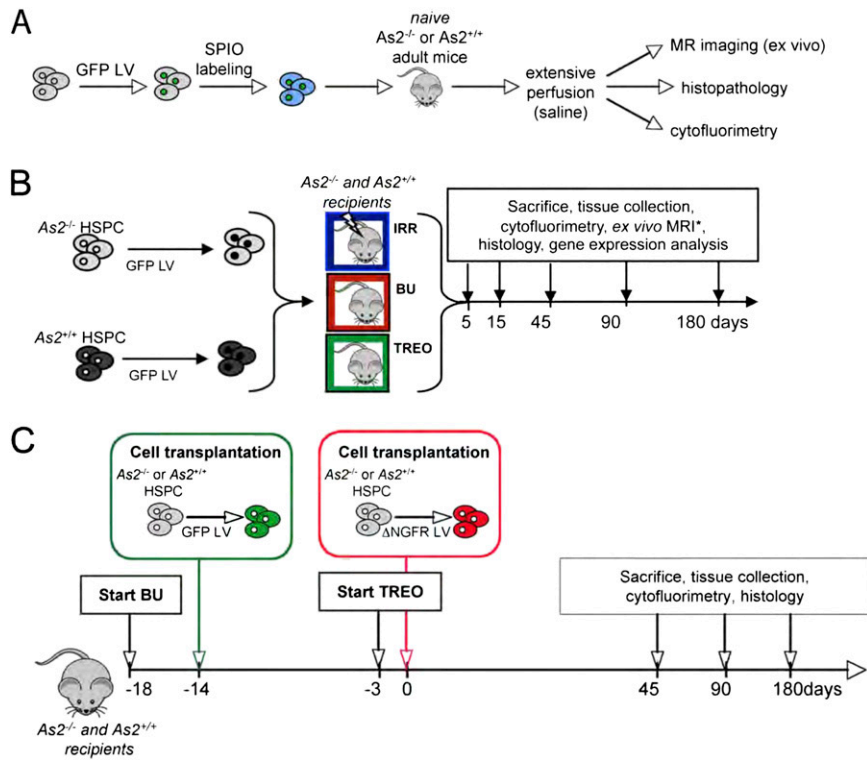 A
GFP LV
SPIO
labeling
naive
As2-/- or As2+/+
adult mice
extensive
perfusion
(saline)
MR imaging (ex vivo)
histopathology
cytofluorimetry
B
As2-/- HSPC
GFP LV
As2+/+ HSPC
GFP LV
As2-/- and As2+/+
recipients
IRR
BU
TREO
Sacrifice, tissue collection,
cytofluorimetry, ex vivo MRI*,
histology, gene expression analysis
5 15 45 90 180 days
C
Cell transplantation
As2-/- or As2+/+
HSPC
GFP LV
Cell transplantation
As2-/- or As2+/+
HSPC
ΔNGFR LV
Start BU
Start TREO
Sacrifice, tissue collection,
cytofluorimetry, histology
-18 -14 -3 0 45 90 180days
As2-/- and As2+/+
recipients